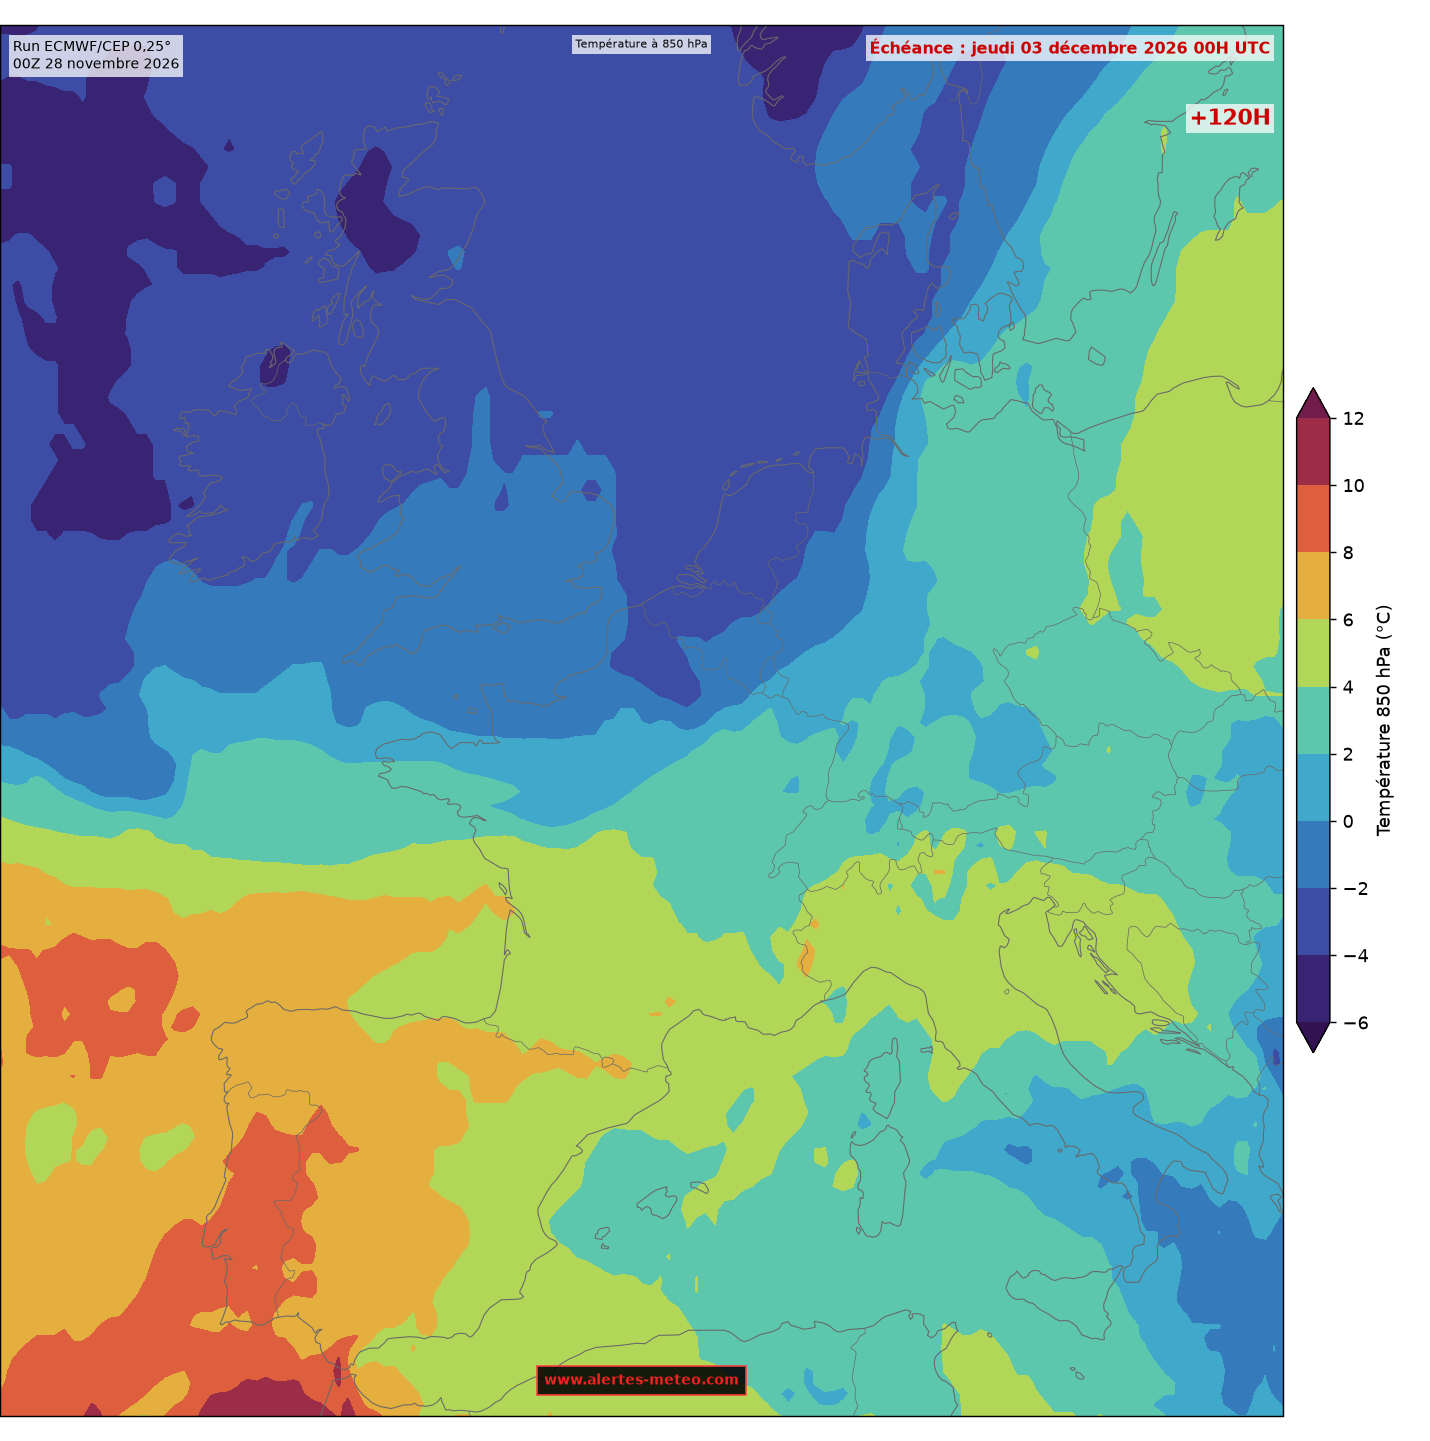 Run ECMWF/CEP 0,25°
00Z 28 novembre 2026
Température à 850 hPa
Échéance : jeudi 03 décembre 2026 00H UTC
+120H
12
10
8
6
4
2
0
−2
−4
−6
Température 850 hPa (°C)
www.alertes-meteo.com